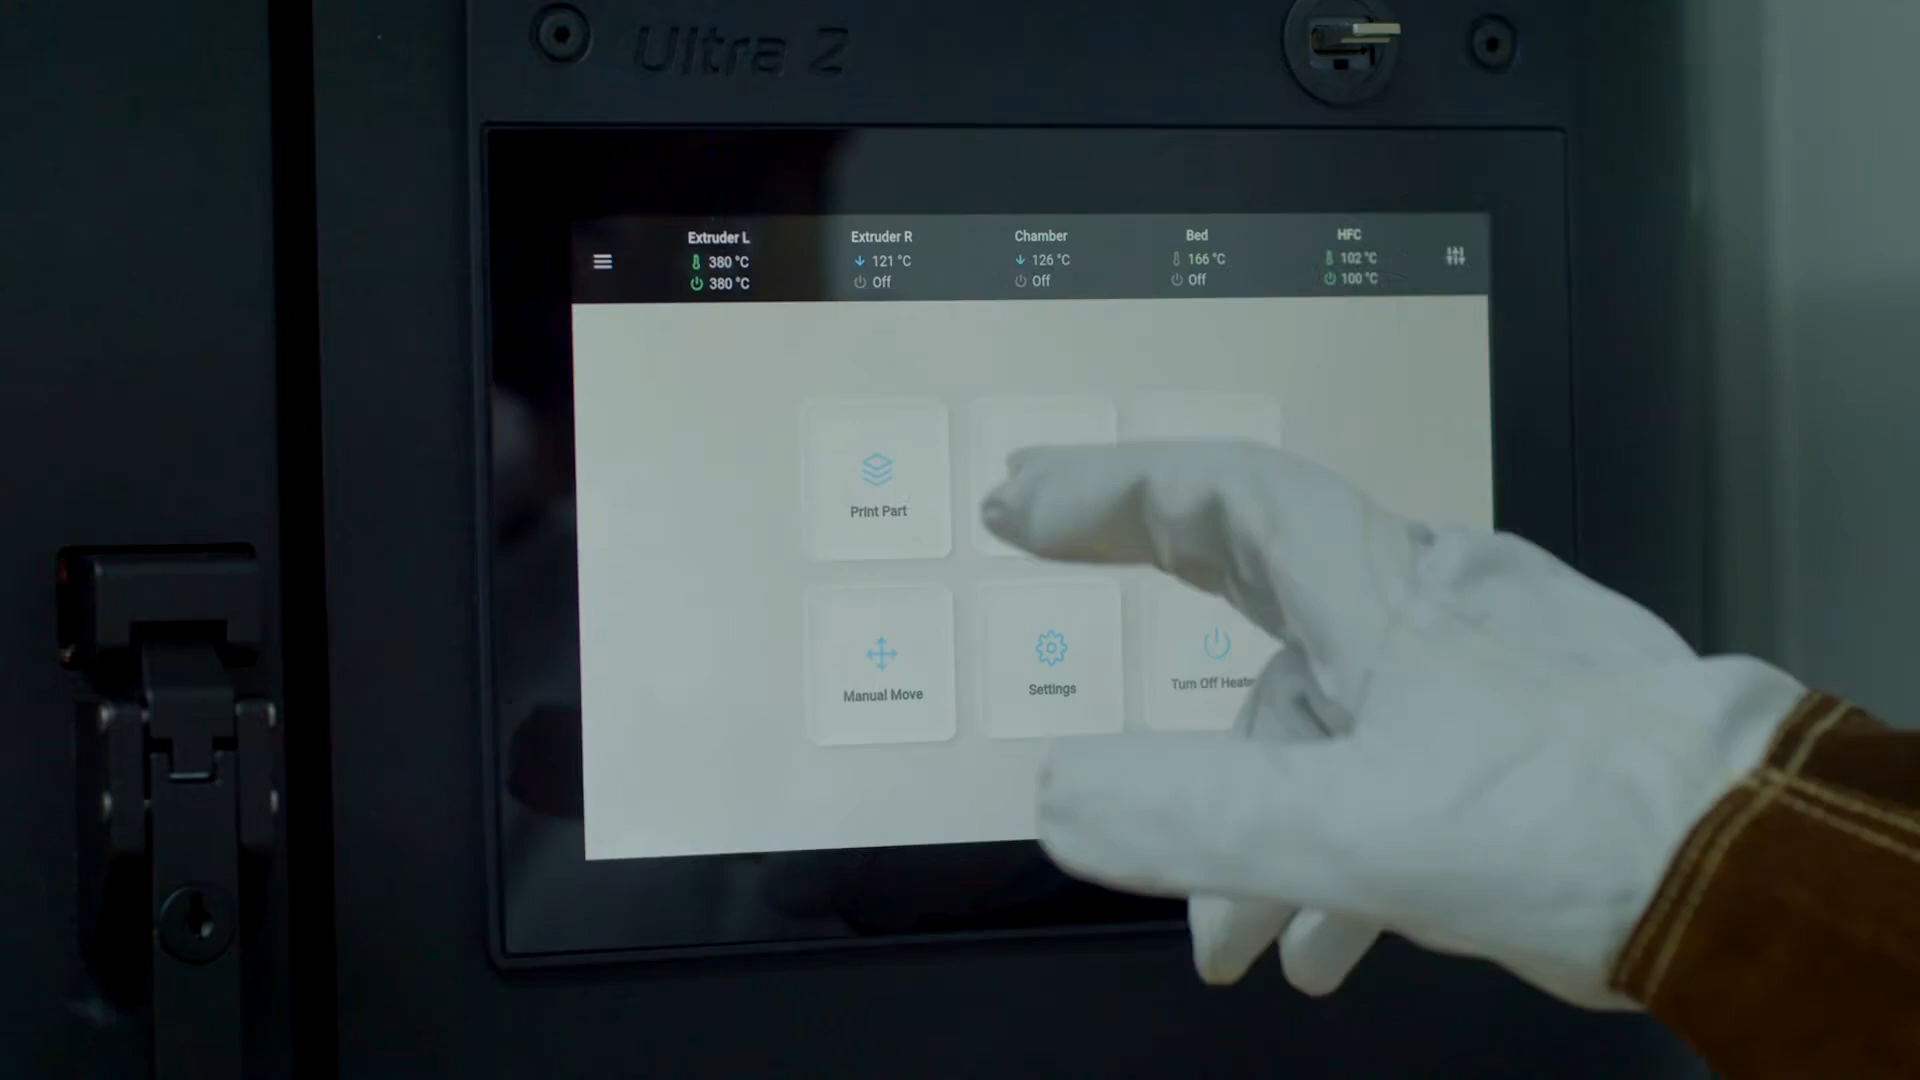 Ultra 2
Extruder L
380 °C
380 °C
Extruder R
121 °C
Off
Chamber
126 °C
Off
Bed
166 °C
Off
HFC
102 °C
100 °C
Print Part
Manual Move
Settings
Turn Off Heate